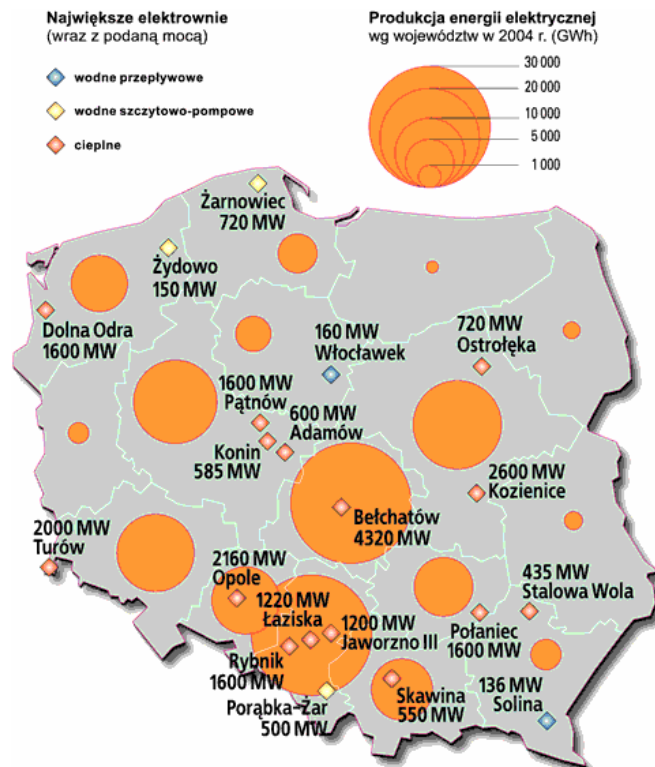 Największe elektrownie
(wraz z podaną mocą)
wodne przepływowe
wodne szczytowo-pompowe
cieplne
Produkcja energii elektrycznej
wg województw w 2004 r. (GWh)
30 000
20 000
10 000
5 000
1 000
Żarnowiec
720 MW
Żydowo
150 MW
Dolna Odra
1600 MW
160 MW
Włocławek
720 MW
Ostrołęka
1600 MW
Pątnów
600 MW
Adamów
Konin
585 MW
2600 MW
Kozienice
Bełchatów
4320 MW
2000 MW
Turów
2160 MW
Opole
1220 MW
Łaziska
1200 MW
Jaworzno III
435 MW
Stalowa Wola
Połaniec
1600 MW
Rybnik
1600 MW
Porąbka-Żar
500 MW
Skawina
550 MW
136 MW
Solina